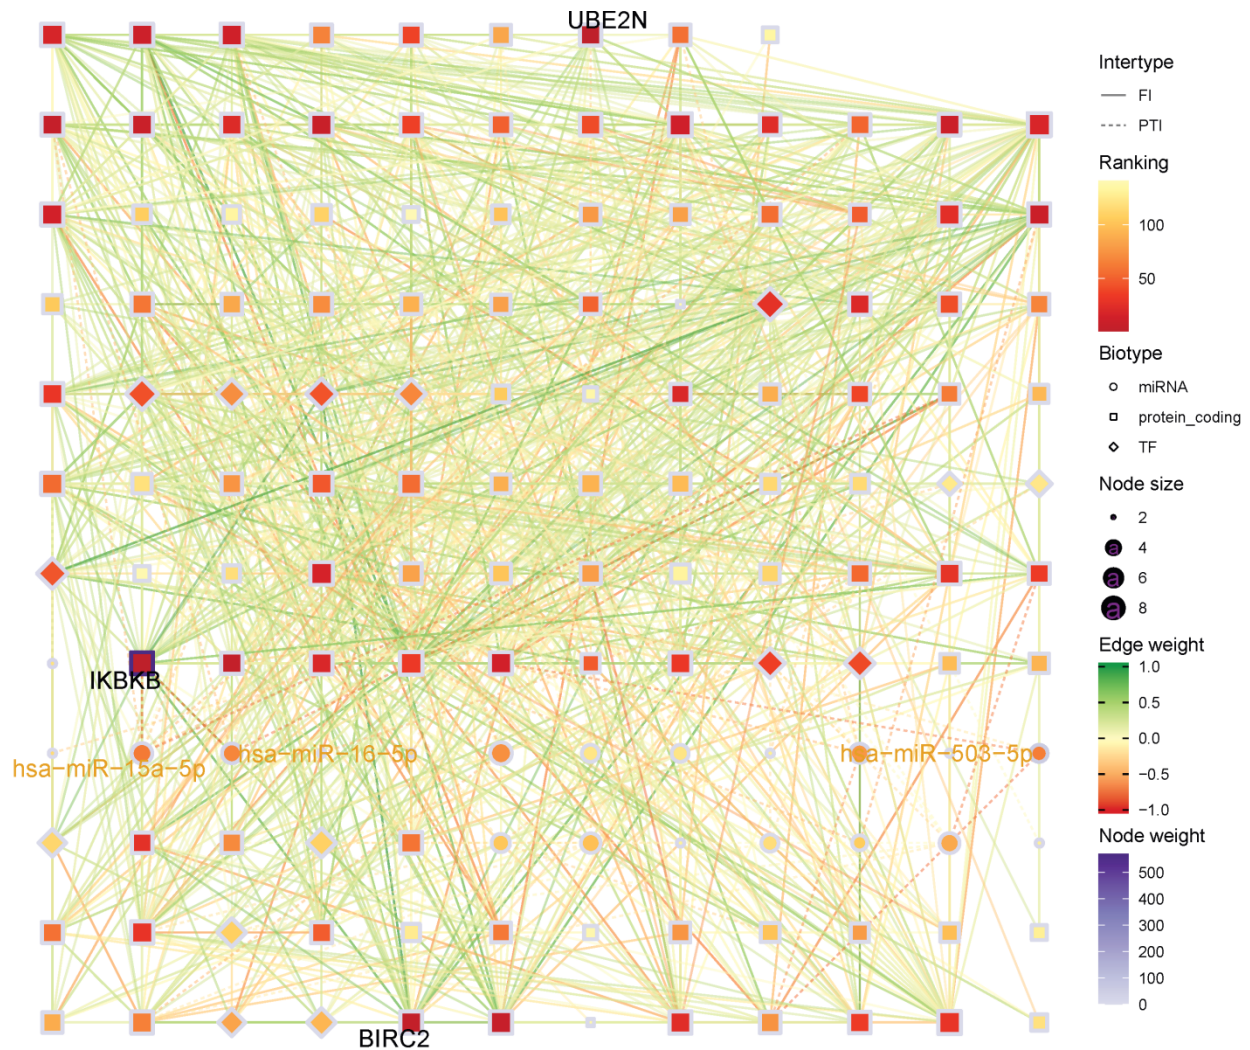 UBE2N
IKBKB
hsa−miR−15a−5p
hsa−miR−16−5p
hsa−miR−503−5p
BIRC2
Intertype
FI
PTI
Ranking
100
50
Biotype
miRNA
protein_coding
TF
Node size
2
a 4
a 6
a 8
Edge weight
1.0
0.5
0.0
−0.5
−1.0
Node weight
500
400
300
200
100
0